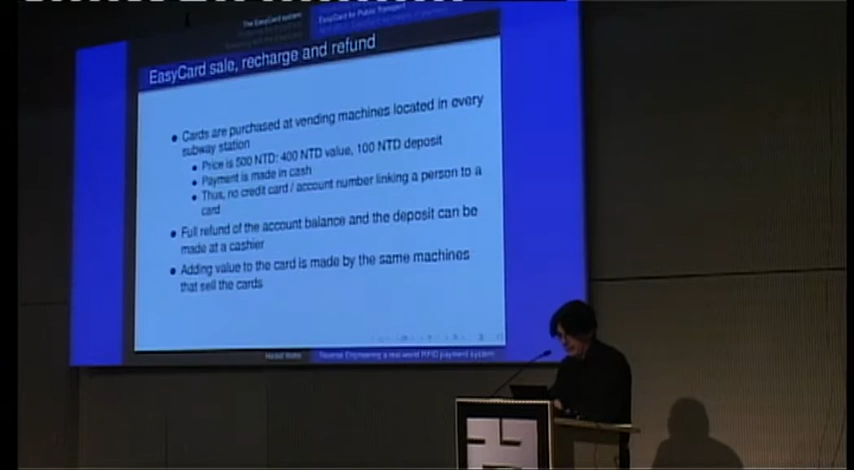 The EasyCard system
EasyCard for Public Transport
EasyCard sale, recharge and refund
Cards are purchased at vending machines located in every
subway station
Price is 500 NTD: 400 NTD value, 100 NTD deposit
Payment is made in cash
Thus, no credit card / account number linking a person to a
card
Full refund of the account balance and the deposit can be
made at a cashier
Adding value to the card is made by the same machines
that sell the cards
Reverse Engineering a real-world RFID payment system